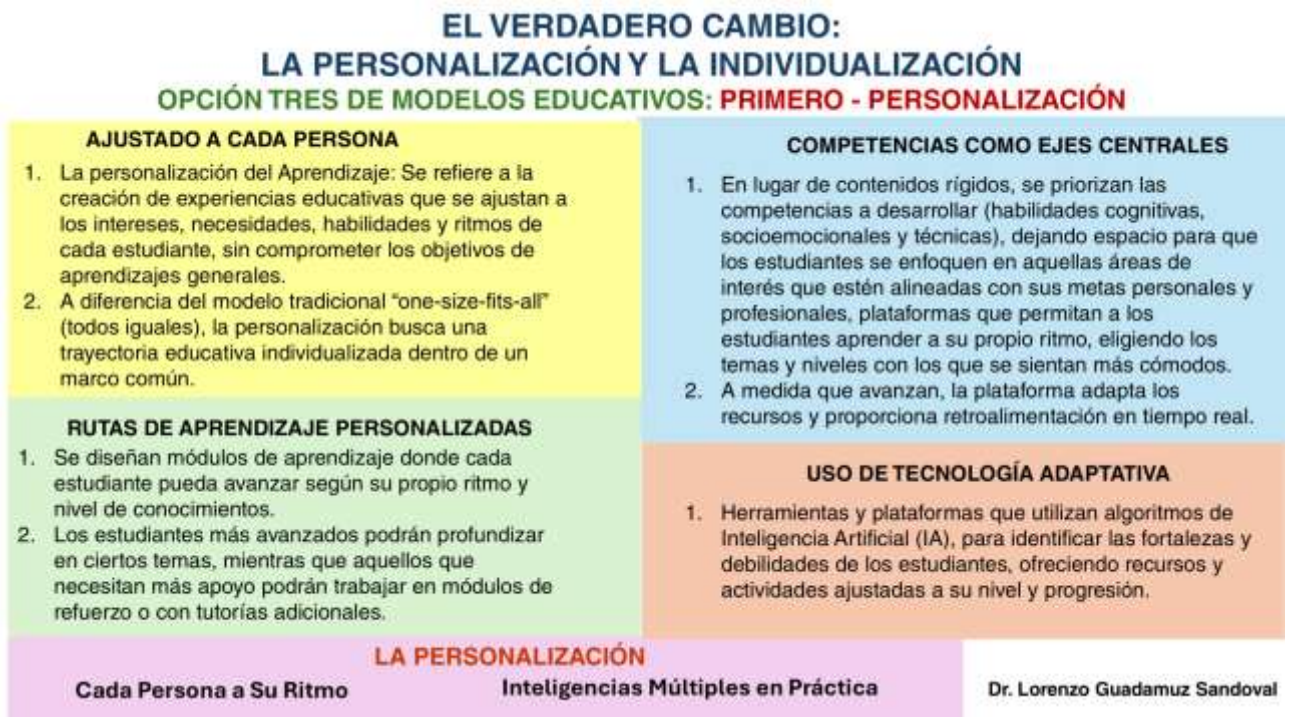 EL VERDADERO CAMBIO:
LA PERSONALIZACIÓN Y LA INDIVIDUALIZACIÓN
OPCIÓN TRES DE MODELOS EDUCATIVOS: PRIMERO - PERSONALIZACIÓN
AJUSTADO A CADA PERSONA
1. La personalización del Aprendizaje: Se refiere a la
creación de experiencias educativas que se ajustan a
los intereses, necesidades, habilidades y ritmos de
cada estudiante, sin comprometer los objetivos de
aprendizajes generales.
2. A diferencia del modelo tradicional “one-size-fits-all”
(todos iguales), la personalización busca una
trayectoria educativa individualizada dentro de un
marco común.
RUTAS DE APRENDIZAJE PERSONALIZADAS
1. Se diseñan módulos de aprendizaje donde cada
estudiante pueda avanzar según su propio ritmo y
nivel de conocimientos.
2. Los estudiantes más avanzados podrán profundizar
en ciertos temas, mientras que aquellos que
necesitan más apoyo podrán trabajar en módulos de
refuerzo o con tutorías adicionales.
COMPETENCIAS COMO EJES CENTRALES
1. En lugar de contenidos rígidos, se priorizan las
competencias a desarrollar (habilidades cognitivas,
socioemocionales y técnicas), dejando espacio para que
los estudiantes se enfoquen en aquellas áreas de
interés que estén alineadas con sus metas personales y
profesionales, plataformas que permitan a los
estudiantes aprender a su propio ritmo, eligiendo los
temas y niveles con los que se sientan más cómodos.
2. A medida que avanzan, la plataforma adapta los
recursos y proporciona retroalimentación en tiempo real.
USO DE TECNOLOGÍA ADAPTATIVA
1. Herramientas y plataformas que utilizan algoritmos de
Inteligencia Artificial (IA), para identificar las fortalezas y
debilidades de los estudiantes, ofreciendo recursos y
actividades ajustadas a su nivel y progresión.
LA PERSONALIZACIÓN
Cada Persona a Su Ritmo
Inteligencias Múltiples en Práctica
Dr. Lorenzo Guadamuz Sandoval